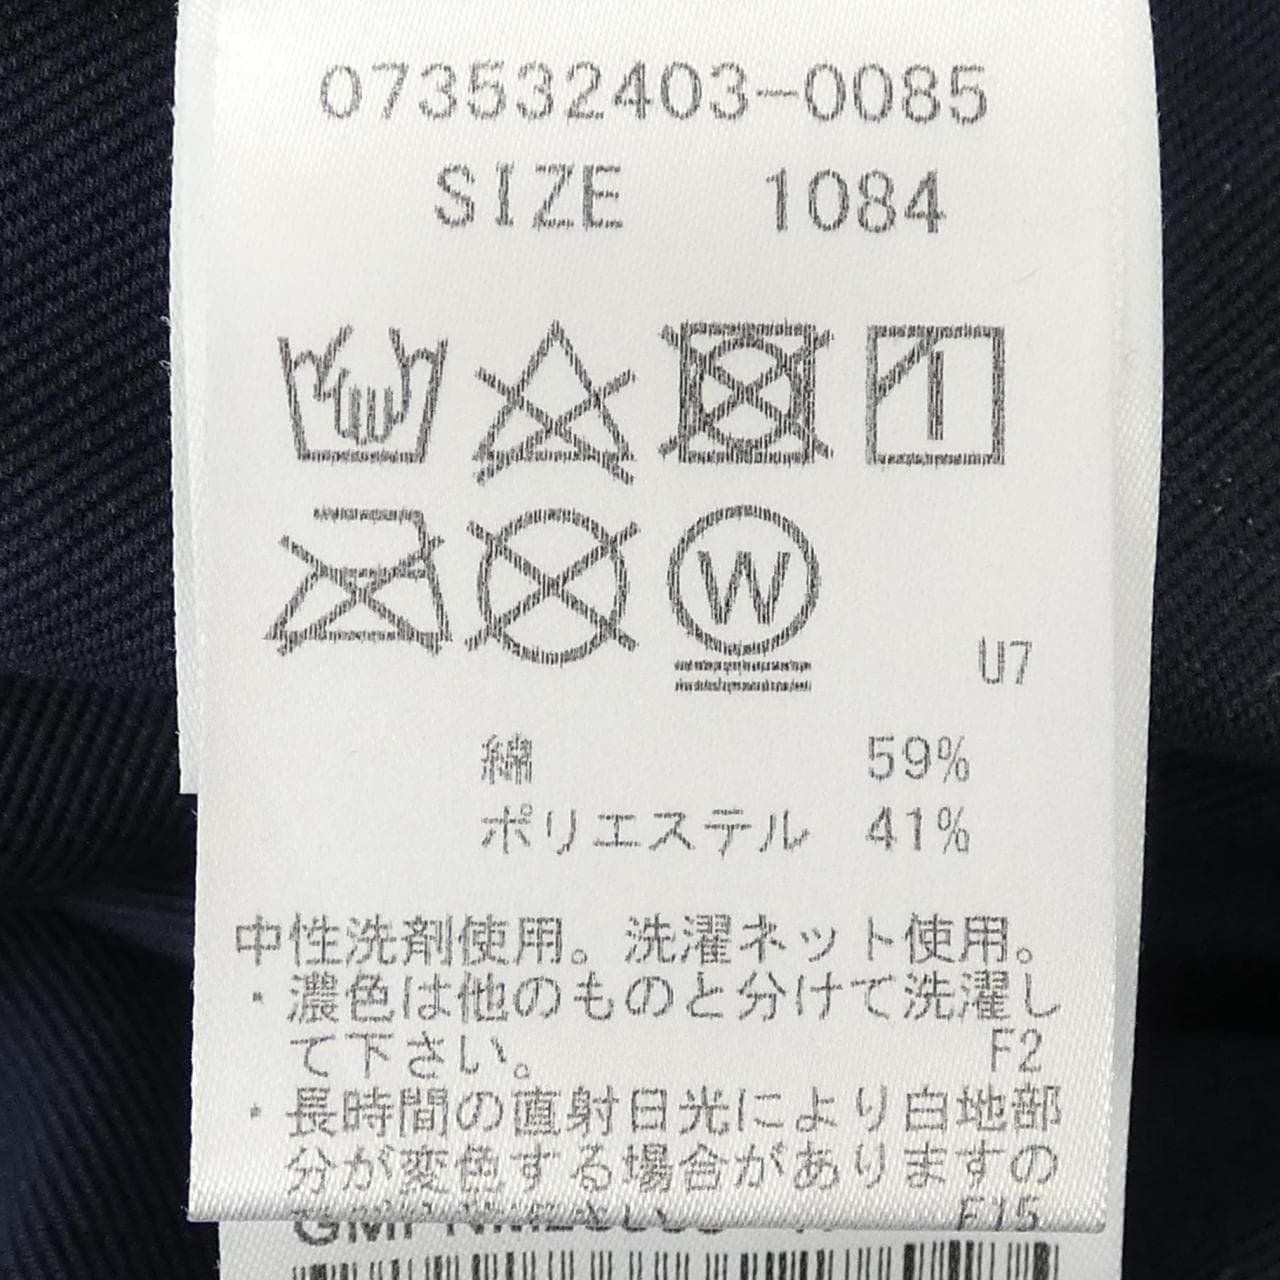 073532403-0085
SIZE 1084
W
U7
綿 59%
ポリエステル 41%
中性洗剤使用。洗濯ネット使用。
・濃色は他のものと分けて洗濯し
て下さい。 F2
・長時間の直射日光により白地部
分が変色する場合がありますの
F15